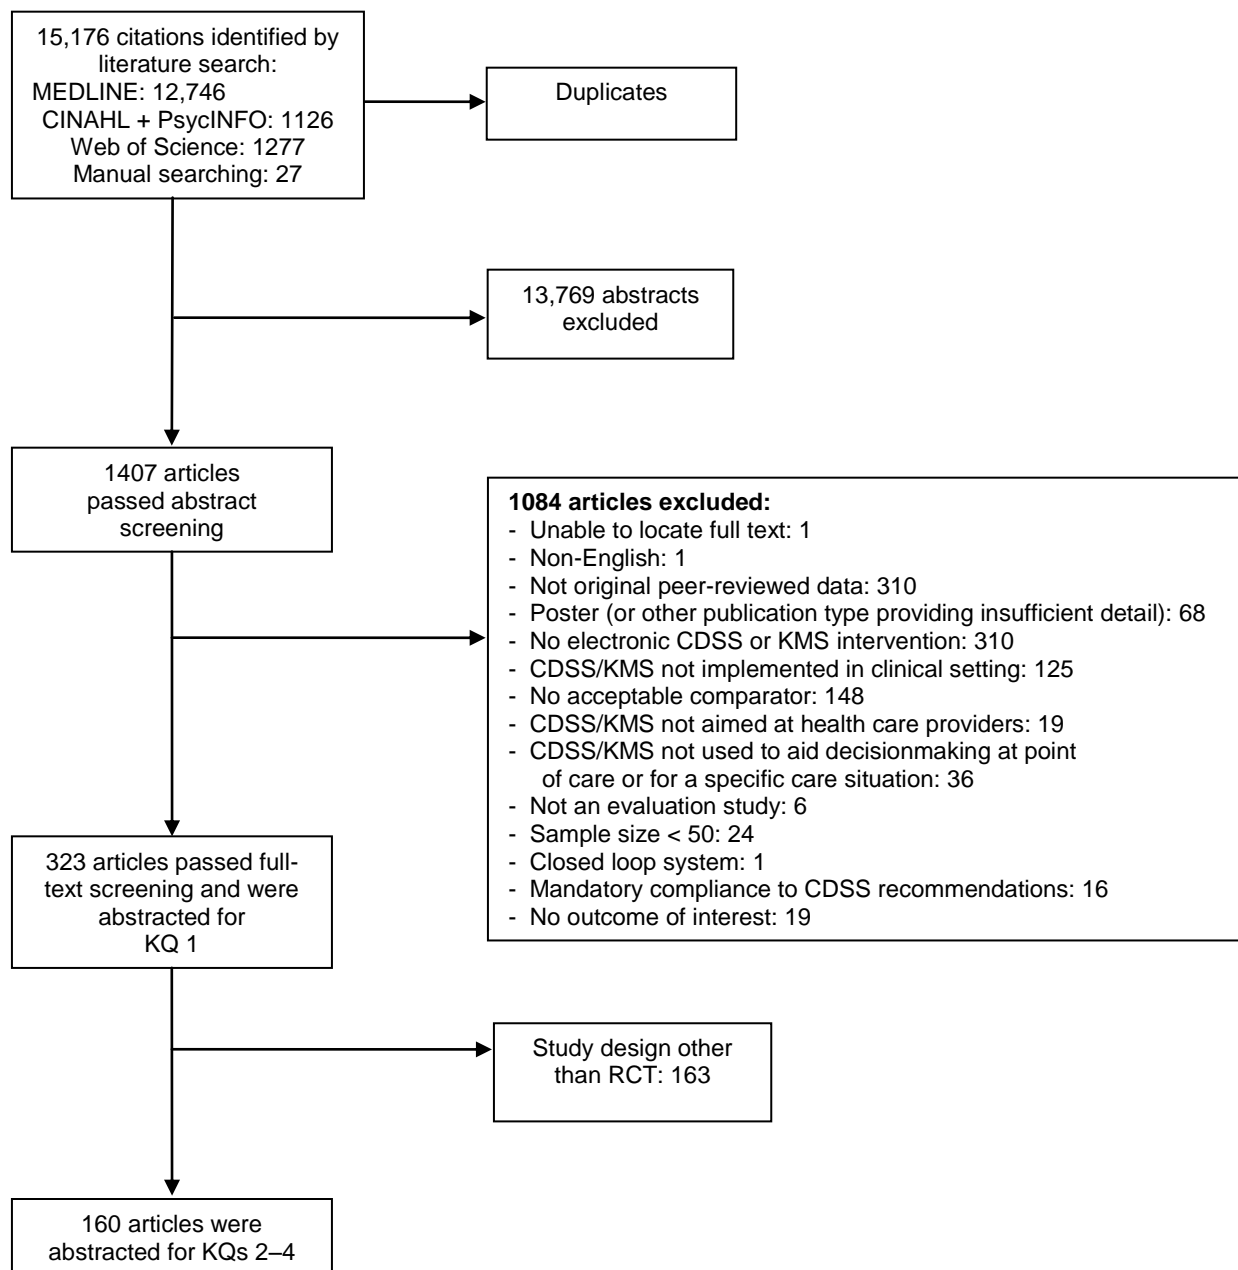 15,176 citations identified by
literature search:
MEDLINE: 12,746
CINAHL + PsycINFO: 1126
Web of Science: 1277
Manual searching: 27
Duplicates
13,769 abstracts
excluded
1407 articles
passed abstract
screening
1084 articles excluded:
- Unable to locate full text: 1
- Non-English: 1
- Not original peer-reviewed data: 310
- Poster (or other publication type providing insufficient detail): 68
- No electronic CDSS or KMS intervention: 310
- CDSS/KMS not implemented in clinical setting: 125
- No acceptable comparator: 148
- CDSS/KMS not aimed at health care providers: 19
- CDSS/KMS not used to aid decisionmaking at point
of care or for a specific care situation: 36
- Not an evaluation study: 6
- Sample size < 50: 24
- Closed loop system: 1
- Mandatory compliance to CDSS recommendations: 16
- No outcome of interest: 19
323 articles passed full-
text screening and were
abstracted for
KQ 1
Study design other
than RCT: 163
160 articles were
abstracted for KQs 2–4